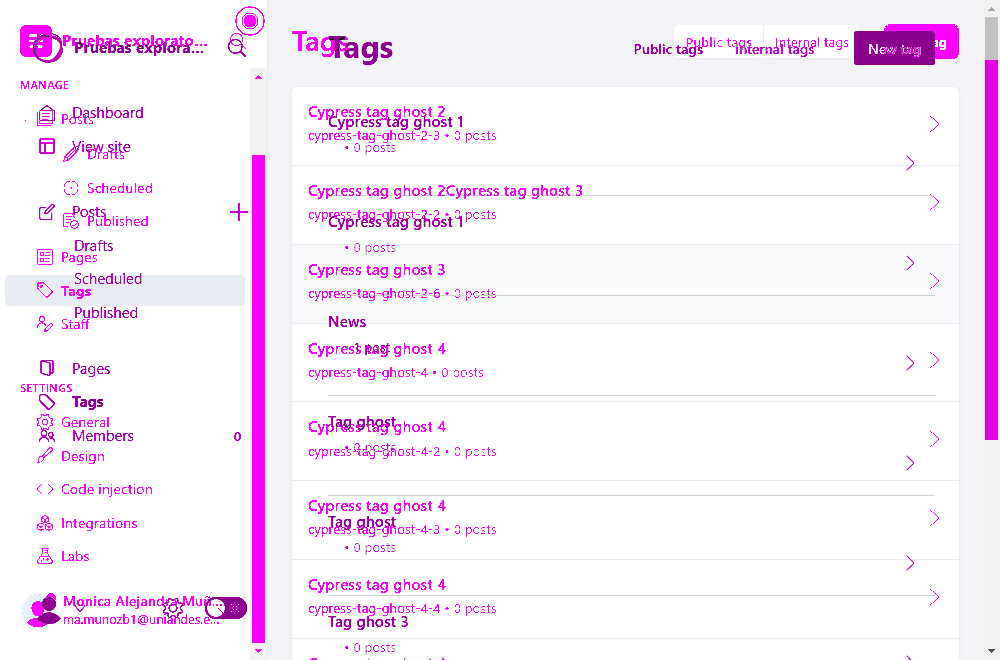 Pruebas explorato...
Pruebas explora...
MANAGE
Dashboard
Posts
View site
Drafts
Scheduled
Posts
Published
Drafts
Pages
Scheduled
Tags
Published
Staff
Pages
SETTINGS
Tags
General
Members 0
Design
Code injection
Integrations
Labs
Monica Alejandra Muñ...
ma.munozb1@uniandes.e...
Tags
Tags
Public tags Internal tags
Public tags Internal tags New tag
Cypress tag ghost 2
cypress-tag-ghost-2-3 • 0 posts
Cypress tag ghost 1
• 0 posts
Cypress tag ghost 2Cypress tag ghost 3
cypress-tag-ghost-2-2 • 0 posts
Cypress tag ghost 1
• 0 posts
Cypress tag ghost 3
cypress-tag-ghost-2-6 • 0 posts
News
• 1 post
Cypress tag ghost 4
cypress-tag-ghost-4 • 0 posts
Tag ghost
• 0 posts
Cypress tag ghost 4
cypress-tag-ghost-4-2 • 0 posts
Cypress tag ghost 4
cypress-tag-ghost-4-3 • 0 posts
Tag ghost
• 0 posts
Cypress tag ghost 4
cypress-tag-ghost-4-4 • 0 posts
Tag ghost 3
• 0 posts